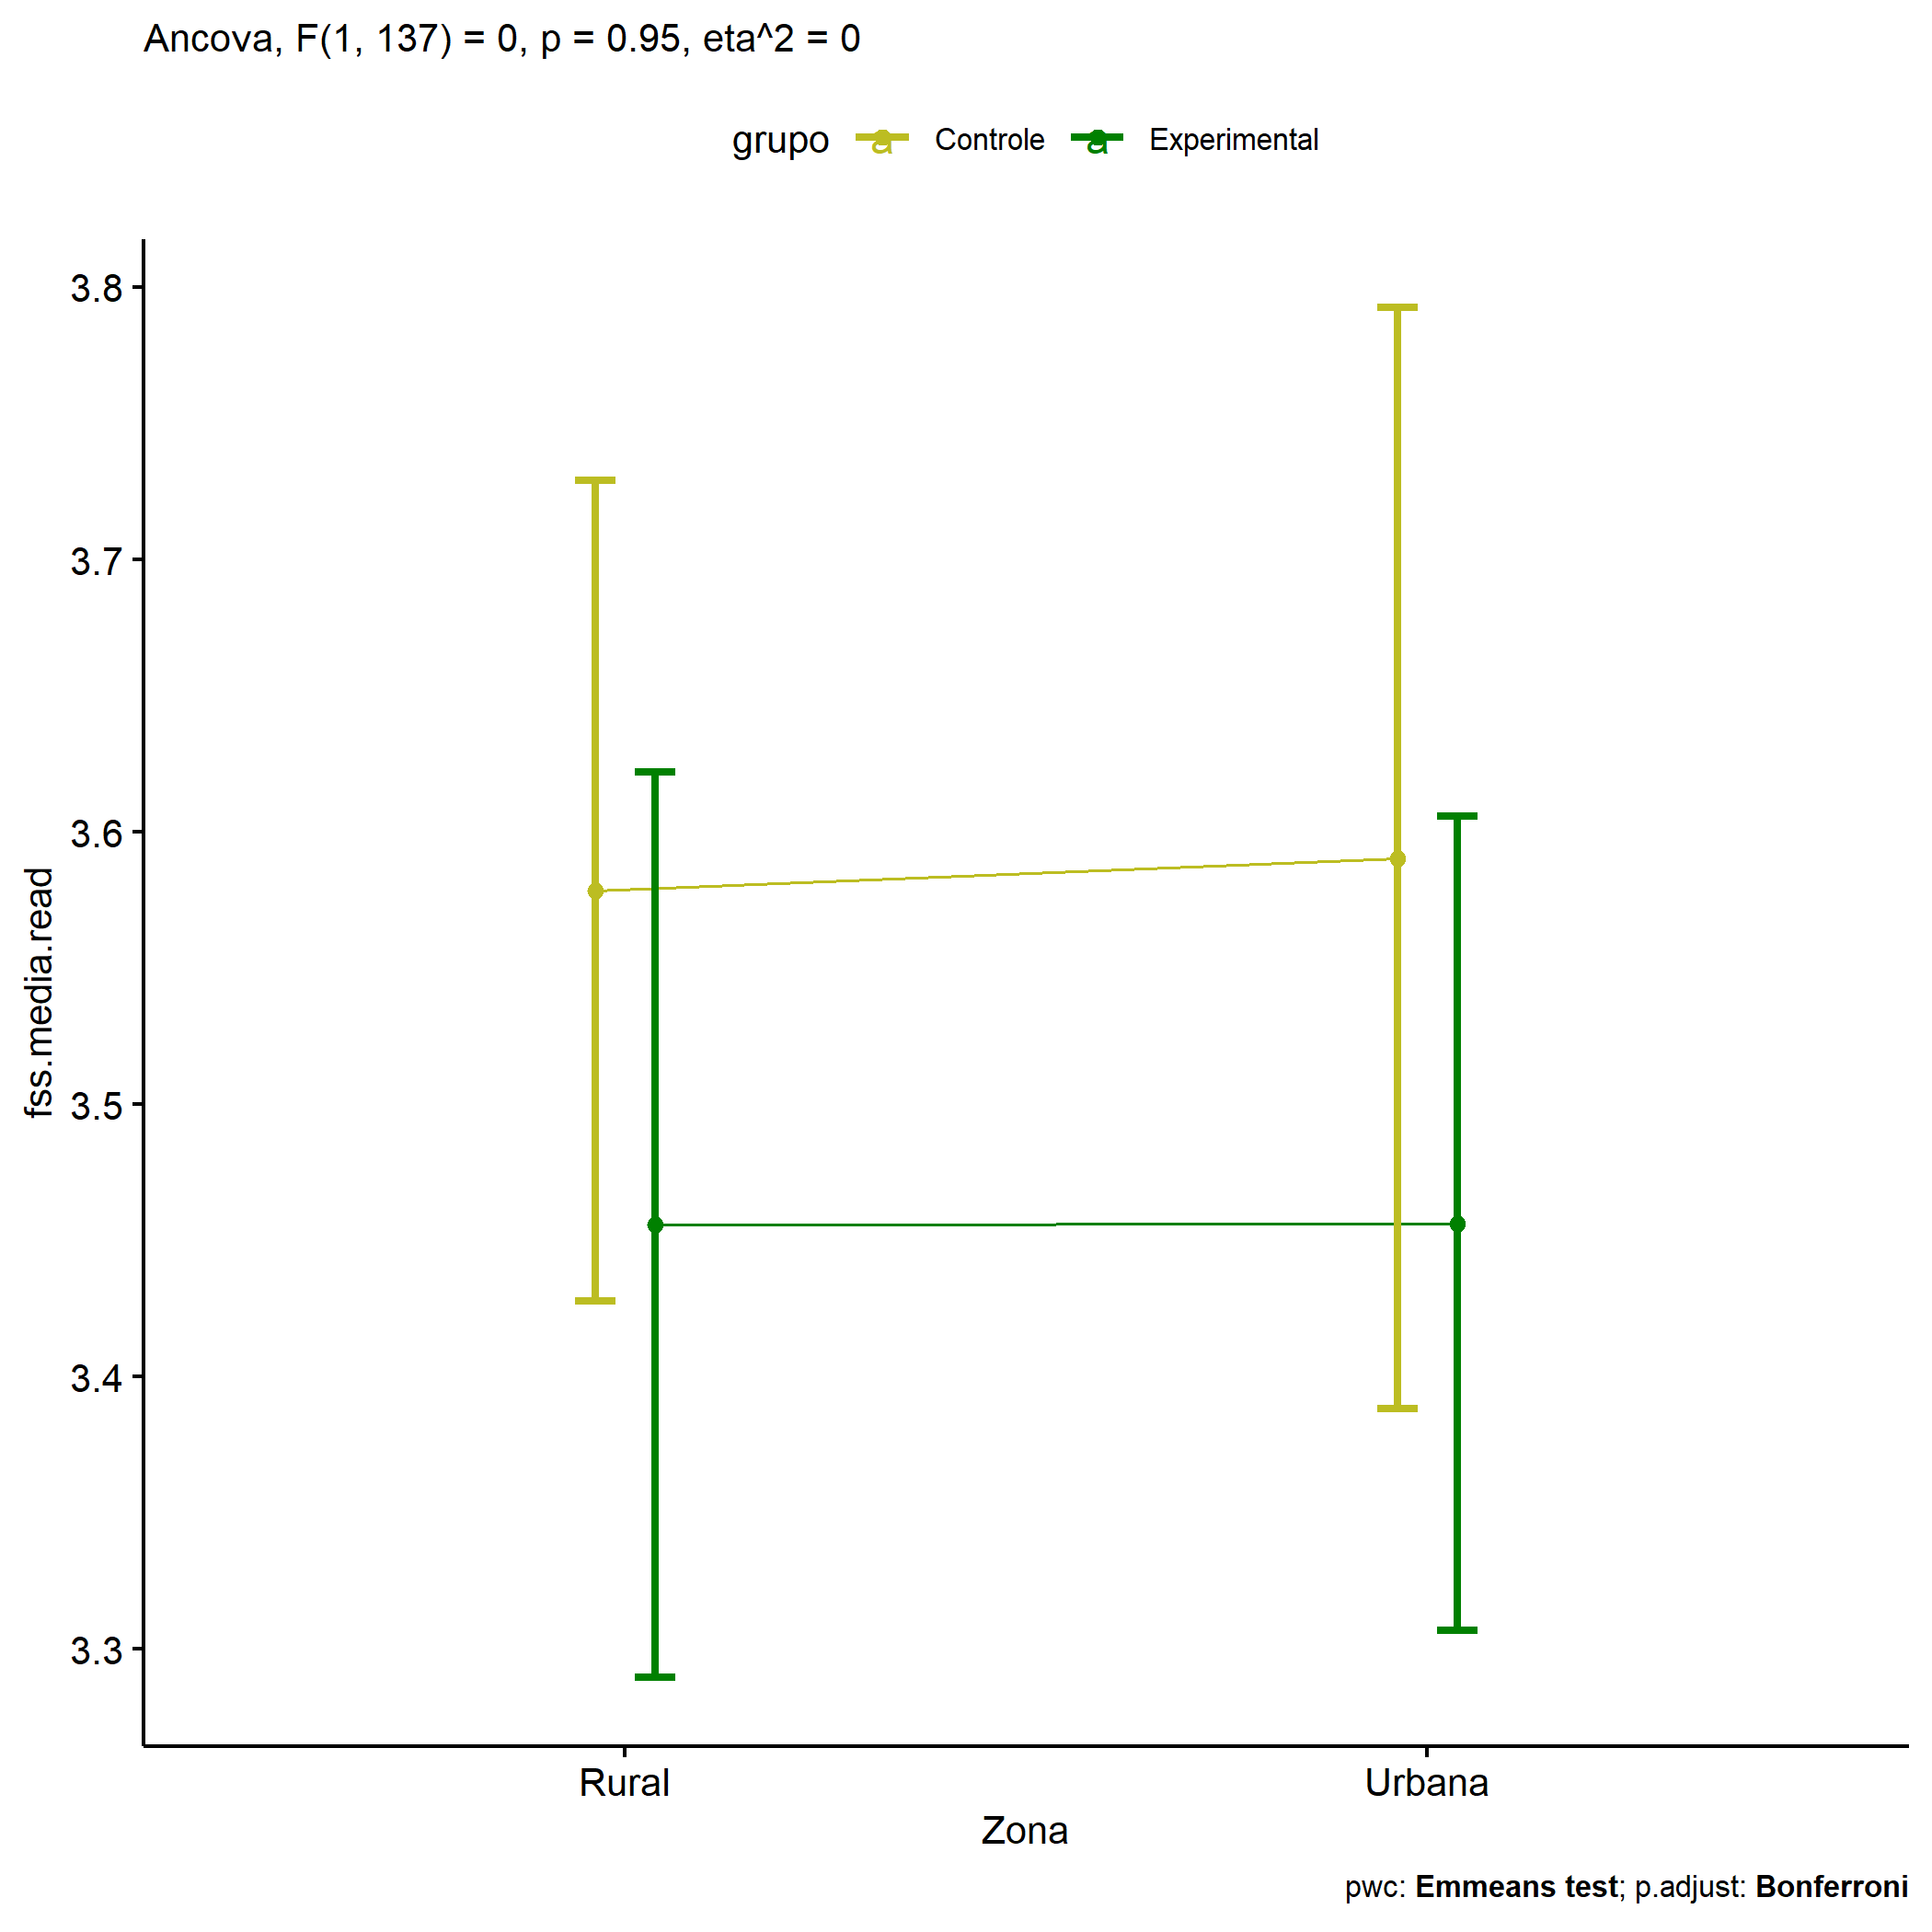 Ancova, F(1, 137) = 0, p = 0.95, eta^2 = 0
grupo a Controle a Experimental
3.8
3.7
3.6
3.5
3.4
3.3
fss.media.read
Rural Urbana
Zona
pwc: Emmeans test; p.adjust: Bonferroni